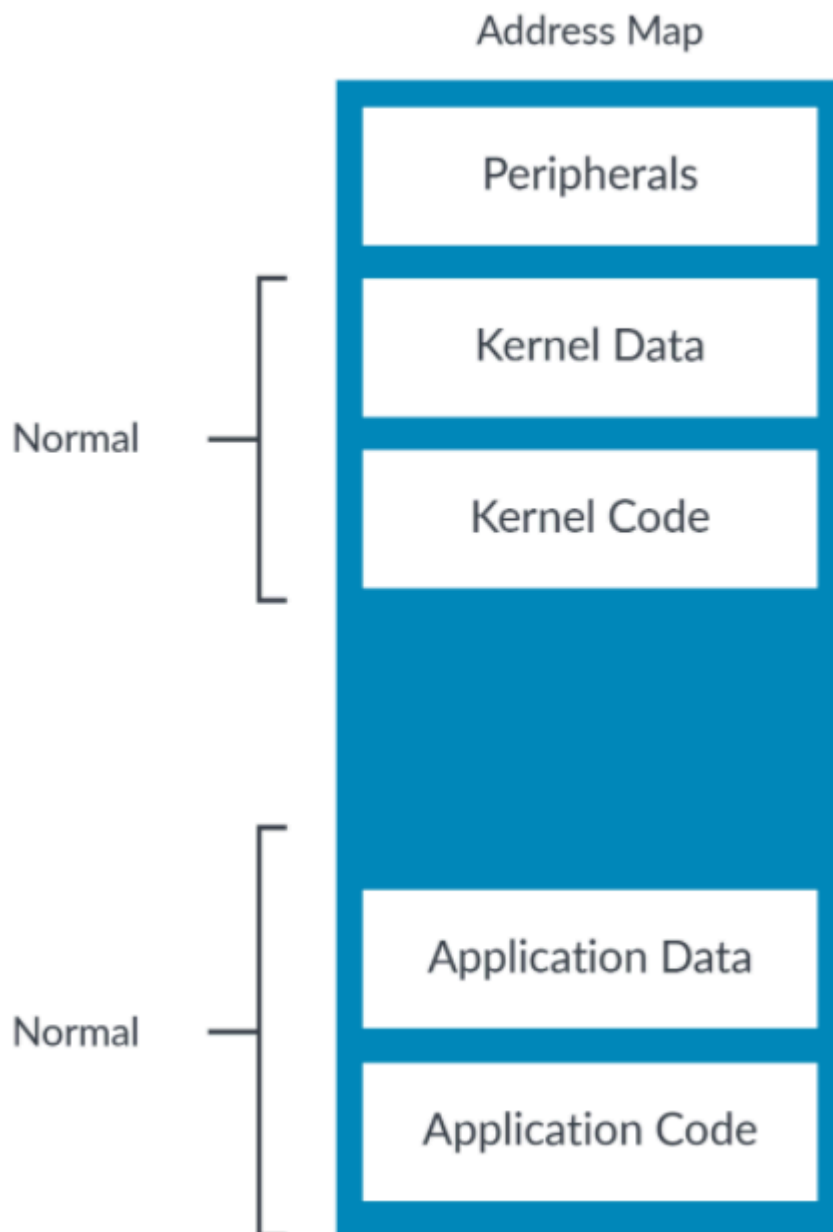 Address Map
Peripherals
Kernel Data
Normal
Kernel Code
Application Data
Normal
Application Code